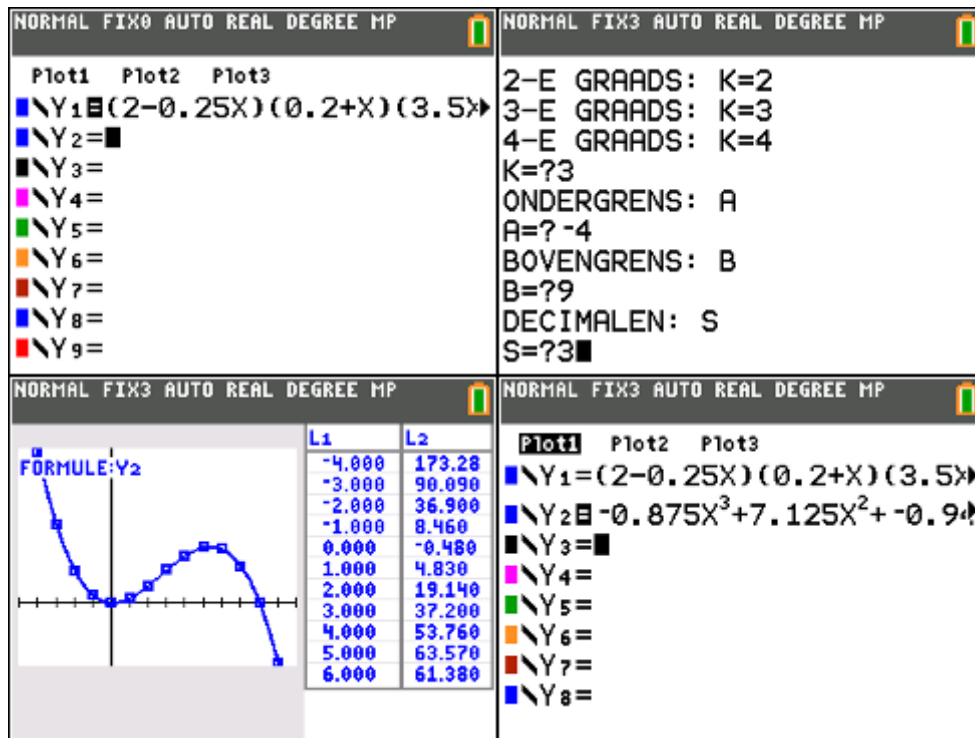 NORMAL FIX0 AUTO REAL DEGREE MP
Plot1 Plot2 Plot3
\Y1=(2-0.25X)(0.2+X)(3.5X
\Y2=
\Y3=
\Y4=
\Y5=
\Y6=
\Y7=
\Y8=
\Y9=
NORMAL FIX3 AUTO REAL DEGREE MP
2-E GRAADS: K=2
3-E GRAADS: K=3
4-E GRAADS: K=4
K=?3
ONDERGRENS: A
A=? -4
BOVENGRENS: B
B=?9
DECIMALEN: S
S=?3
NORMAL FIX3 AUTO REAL DEGREE MP
FORMULE:Y2
L1 L2
-4.000 173.28
-3.000 90.090
-2.000 36.900
-1.000 8.460
0.000 -0.480
1.000 4.830
2.000 19.140
3.000 37.200
4.000 53.760
5.000 63.570
6.000 61.380
NORMAL FIX3 AUTO REAL DEGREE MP
Plot1 Plot2 Plot3
\Y1=(2-0.25X)(0.2+X)(3.5X
\Y2=-0.875X³+7.125X²+-0.9
\Y3=
\Y4=
\Y5=
\Y6=
\Y7=
\Y8=